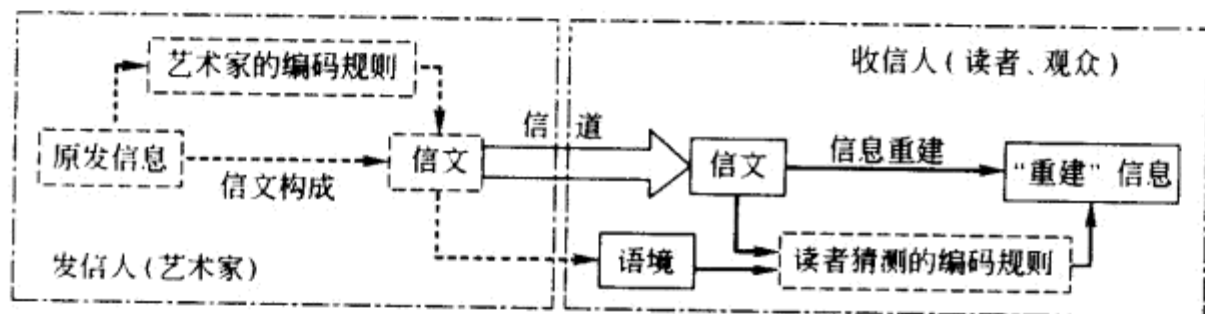 艺术家的编码规则
收信人(读者、观众)
信 道
原发信息
信文
信文
信息重建
“重建”信息
信文构成
发信人(艺术家)
语境
读者猜测的编码规则